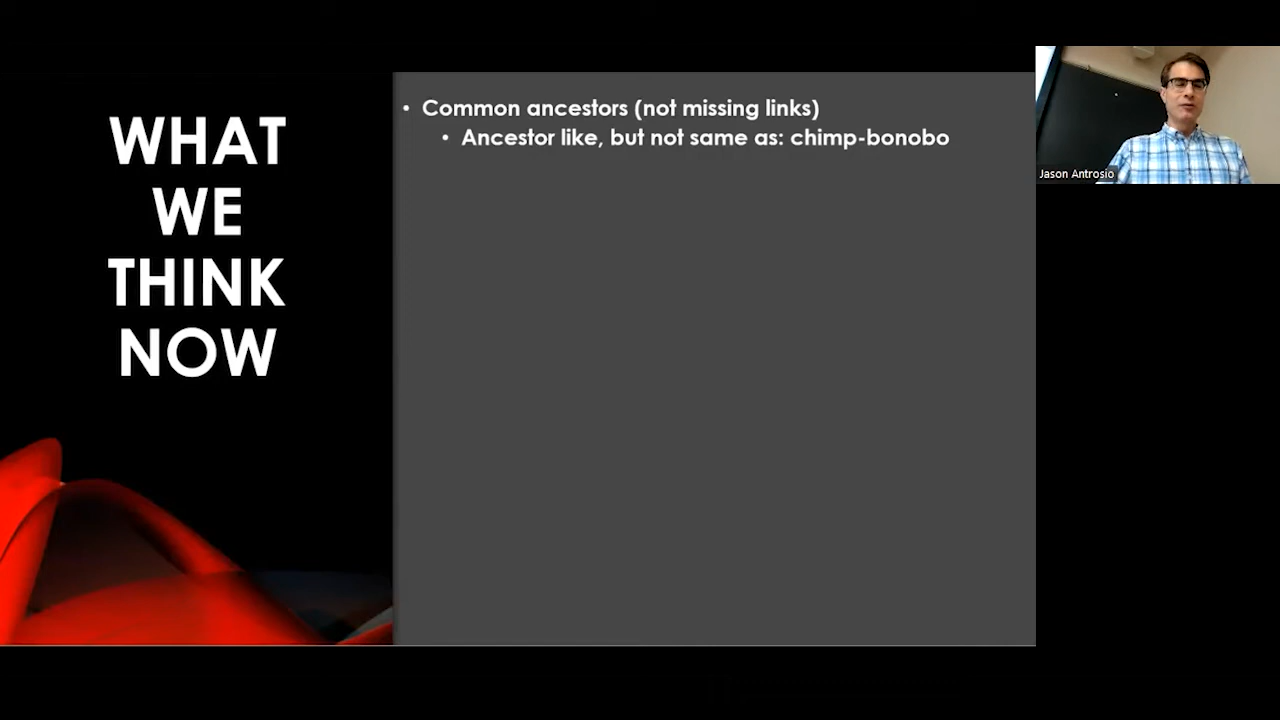 WHAT
WE
THINK
NOW
• Common ancestors (not missing links)
• Ancestor like, but not same as: chimp-bonobo
Jason Antrosio